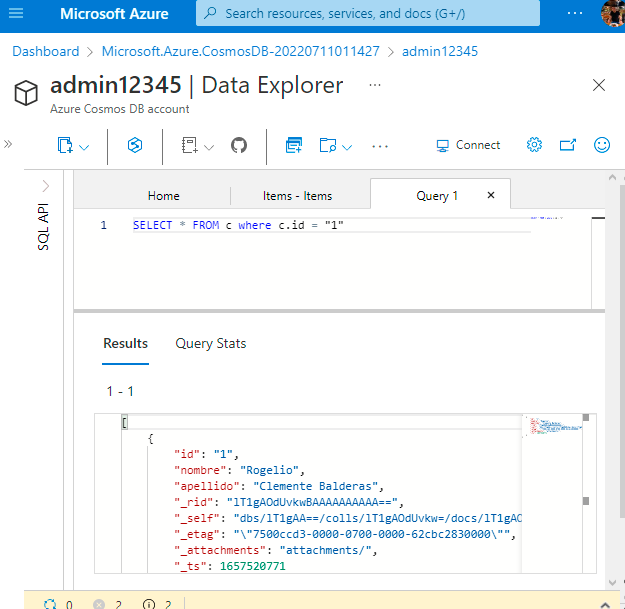 Microsoft Azure
Search resources, services, and docs (G+/)
Dashboard > Microsoft.Azure.CosmosDB-20220711011427 > admin12345
admin12345 | Data Explorer
Azure Cosmos DB account
Connect
SQL API
Home
Items - Items
Query 1
1 SELECT * FROM c where c.id = "1"
Results
Query Stats
1 - 1
[
{
"id": "1",
"nombre": "Rogelio",
"apellido": "Clemente Balderas",
"_rid": "lT1gAOdUvkwBAAAAAAAAAA==",
"_self": "dbs/lT1gAA==/colls/lT1gAOdUvkw=/docs/lT1gAO
"_etag": "\"7500ccd3-0000-0700-0000-62cbc2830000\"",
"_attachments": "attachments/",
"_ts": 1657520771
0 2 2